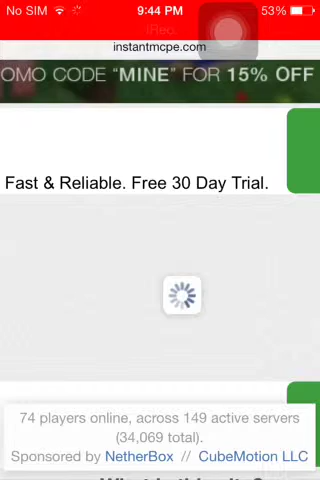 No SIM 9:44 PM 53%
iRec
instantmcpe.com
OMO CODE “MINE” FOR 15% OFF
Fast & Reliable. Free 30 Day Trial.
74 players online, across 149 active servers
(34,069 total).
Sponsored by NetherBox // CubeMotion LLC